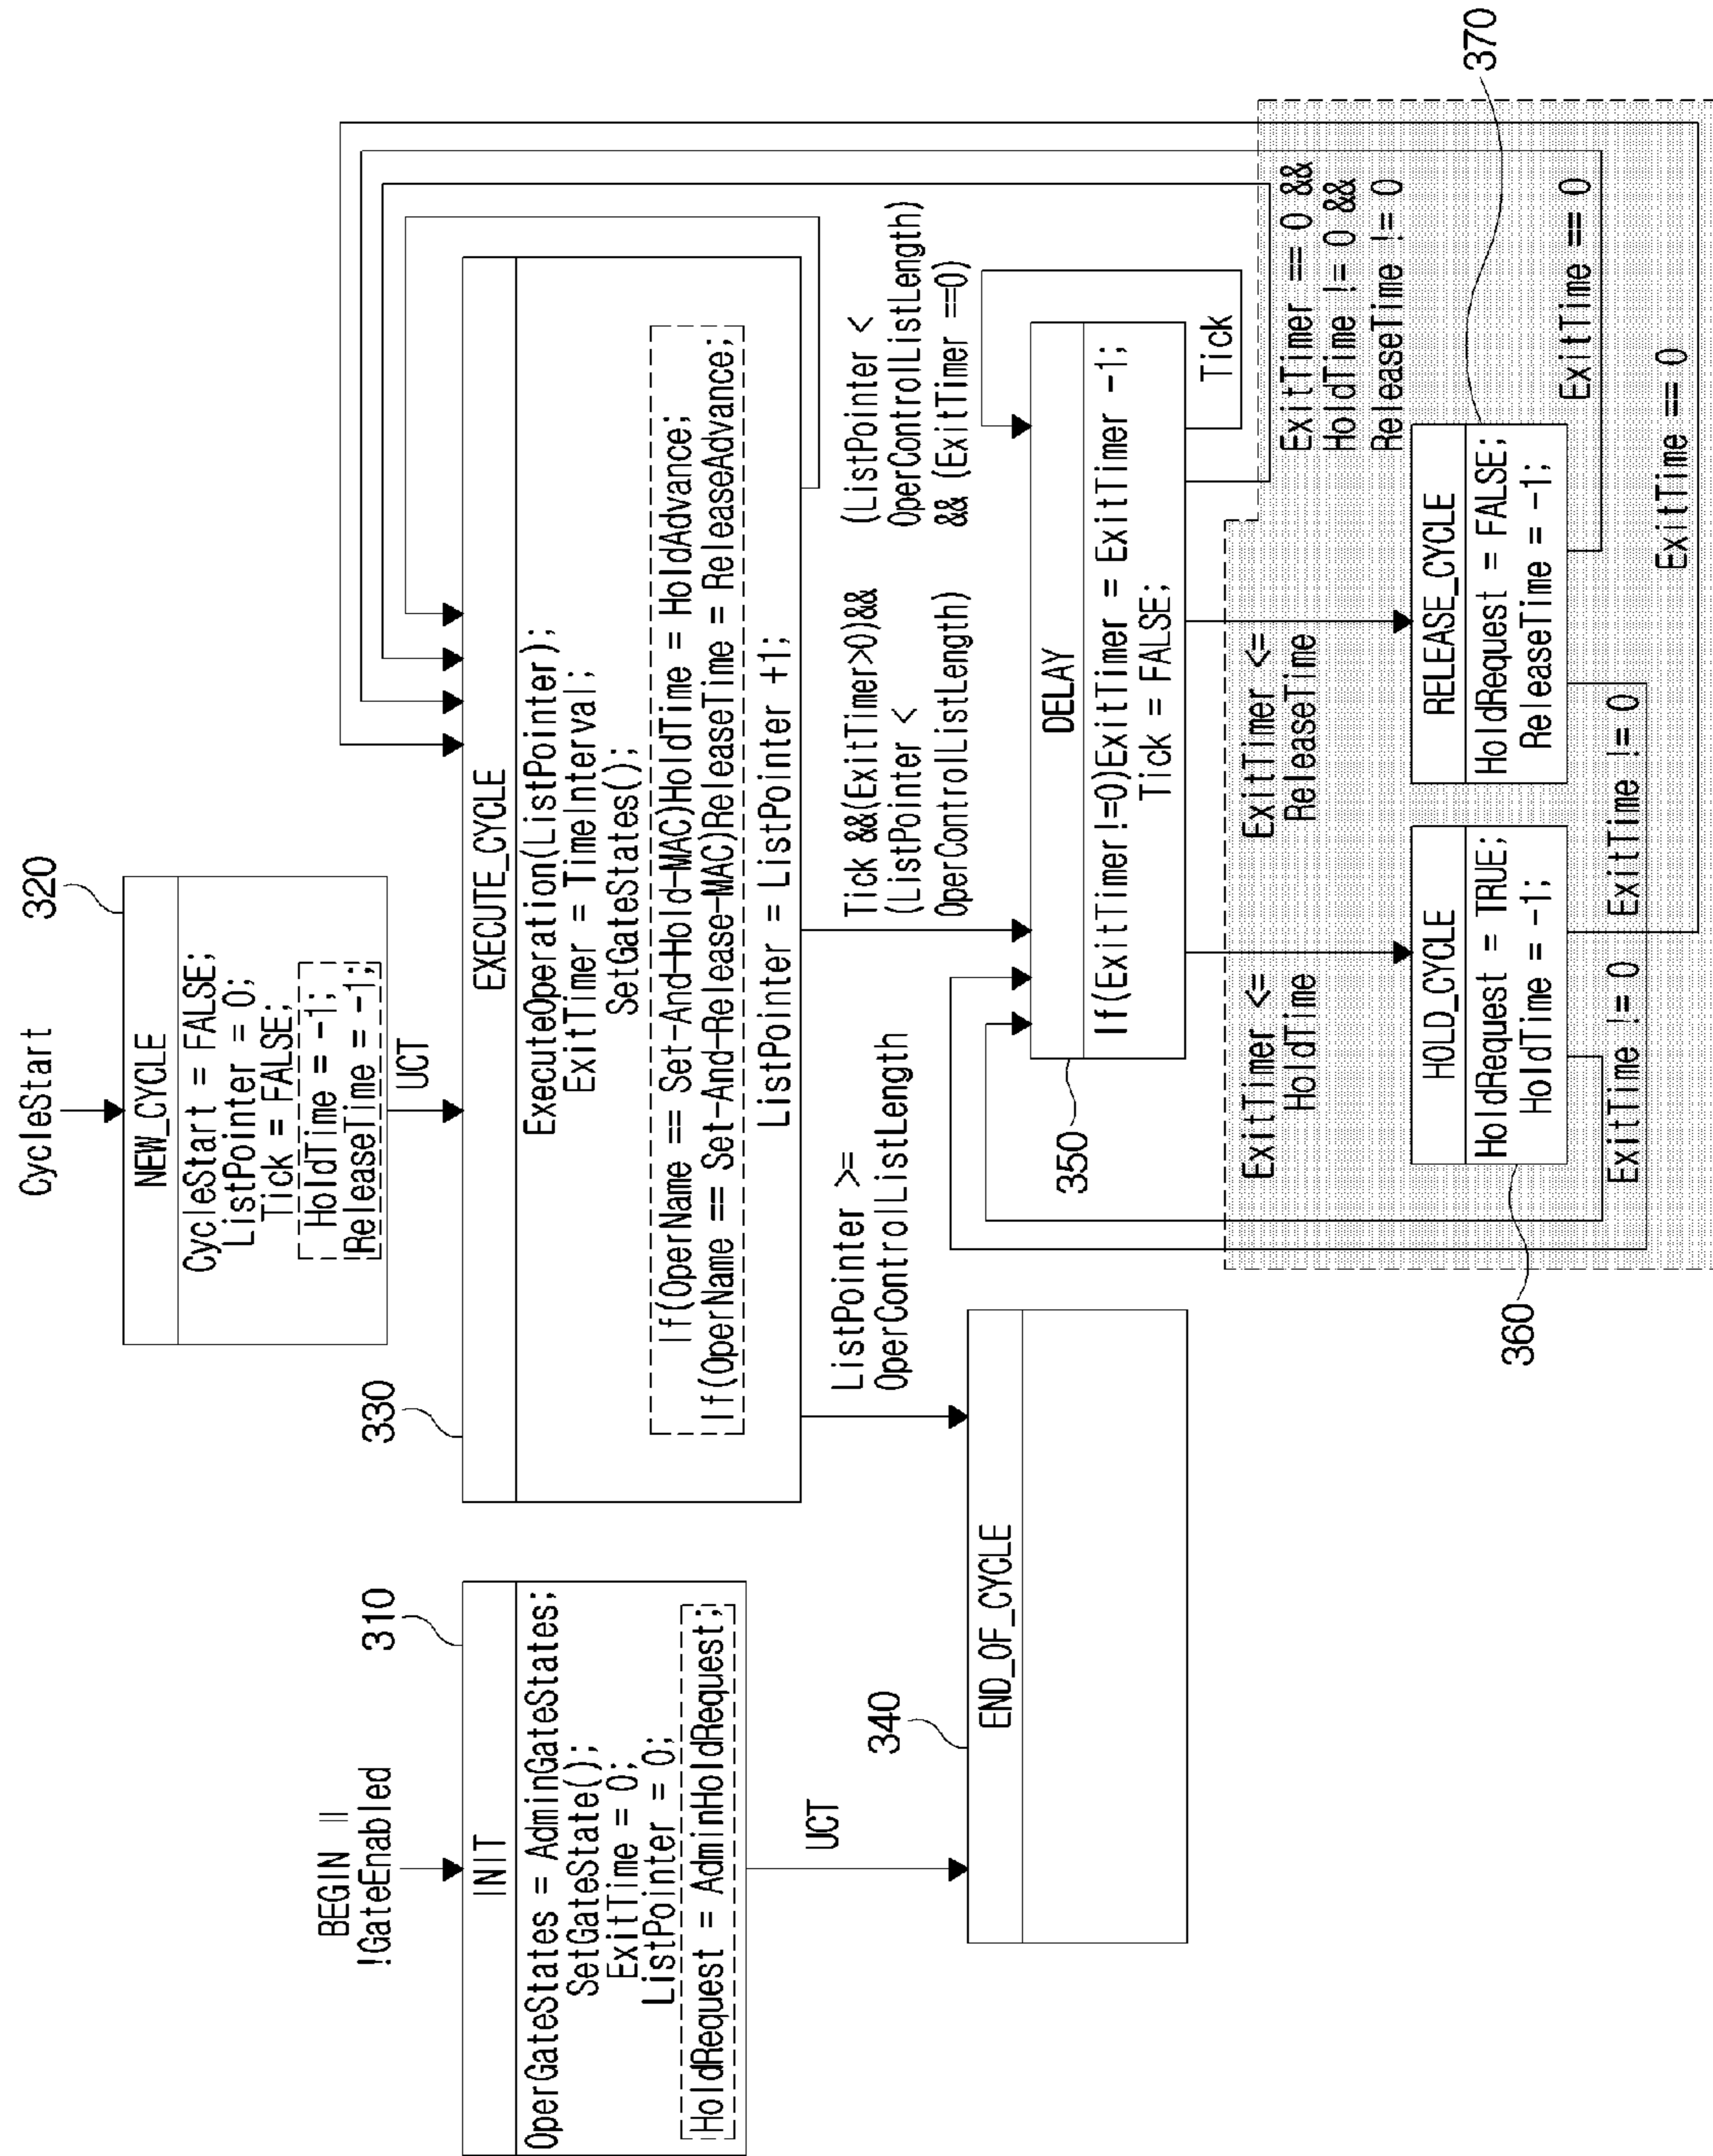 CycleStart
320
NEW_CYCLE
CycleStart = FALSE;
ListPointer = 0;
Tick = FALSE;
HoldTime = -1;
ReleaseTime = -1;
UCT
BEGIN ||
!GateEnabled
310
INIT
OperGateStates = AdminGateStates;
SetGateState();
ExitTime = 0;
ListPointer = 0;
HoldRequest = AdminHoldRequest;
UCT
330
EXECUTE_CYCLE
ExecuteOperation(ListPointer);
ExitTimer = TimeInterval;
SetGateStates();
If(OperName == Set-And-Hold-MAC)HoldTime = HoldAdvance;
If(OperName == Set-And-Release-MAC)ReleaseTime = ReleaseAdvance;
ListPointer = ListPointer +1;
ListPointer >=
OperControlListLength
Tick &&(ExitTimer>0)&&
(ListPointer <
OperControlListLength)
(ListPointer <
OperControlListLength)
&& (ExitTimer ==0)
340
END_OF_CYCLE
DELAY
If(ExitTimer!=0)ExitTimer = ExitTimer -1;
Tick = FALSE;
350
Tick
ExitTimer <=
HoldTime
ExitTimer <=
ReleaseTime
ExitTimer == 0 &&
HoldTime != 0 &&
ReleaseTime != 0
360
HOLD_CYCLE
HoldRequest = TRUE;
HoldTime = -1;
370
RELEASE_CYCLE
HoldRequest = FALSE;
ReleaseTime = -1;
ExitTime == 0
ExitTime != 0
ExitTime != 0
ExitTime == 0